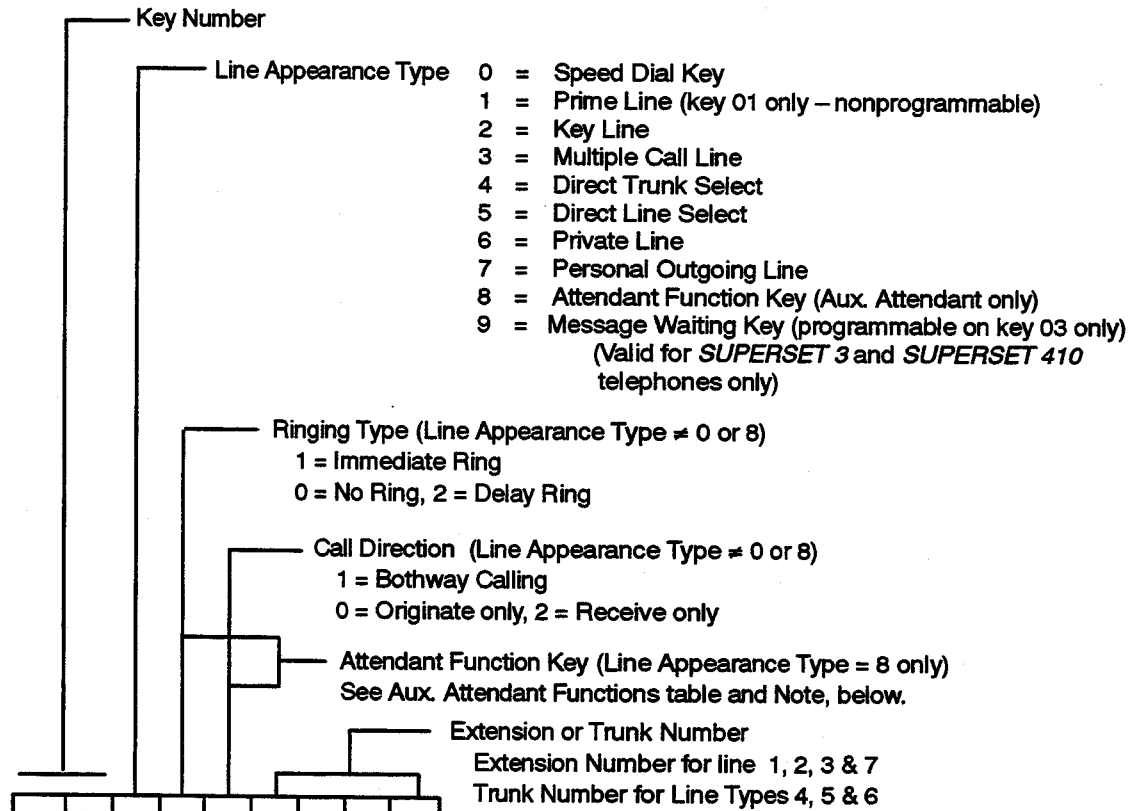 Key Number
Line Appearance Type 0 = Speed Dial Key
1 = Prime Line (key 01 only – nonprogrammable)
2 = Key Line
3 = Multiple Call Line
4 = Direct Trunk Select
5 = Direct Line Select
6 = Private Line
7 = Personal Outgoing Line
8 = Attendant Function Key (Aux. Attendant only)
9 = Message Waiting Key (programmable on key 03 only)
(Valid for SUPERSET 3 and SUPERSET 410
telephones only)
Ringing Type (Line Appearance Type ≠ 0 or 8)
1 = Immediate Ring
0 = No Ring, 2 = Delay Ring
Call Direction (Line Appearance Type ≠ 0 or 8)
1 = Bothway Calling
0 = Originate only, 2 = Receive only
Attendant Function Key (Line Appearance Type = 8 only)
See Aux. Attendant Functions table and Note, below.
Extension or Trunk Number
Extension Number for line 1, 2, 3 & 7
Trunk Number for Line Types 4, 5 & 6